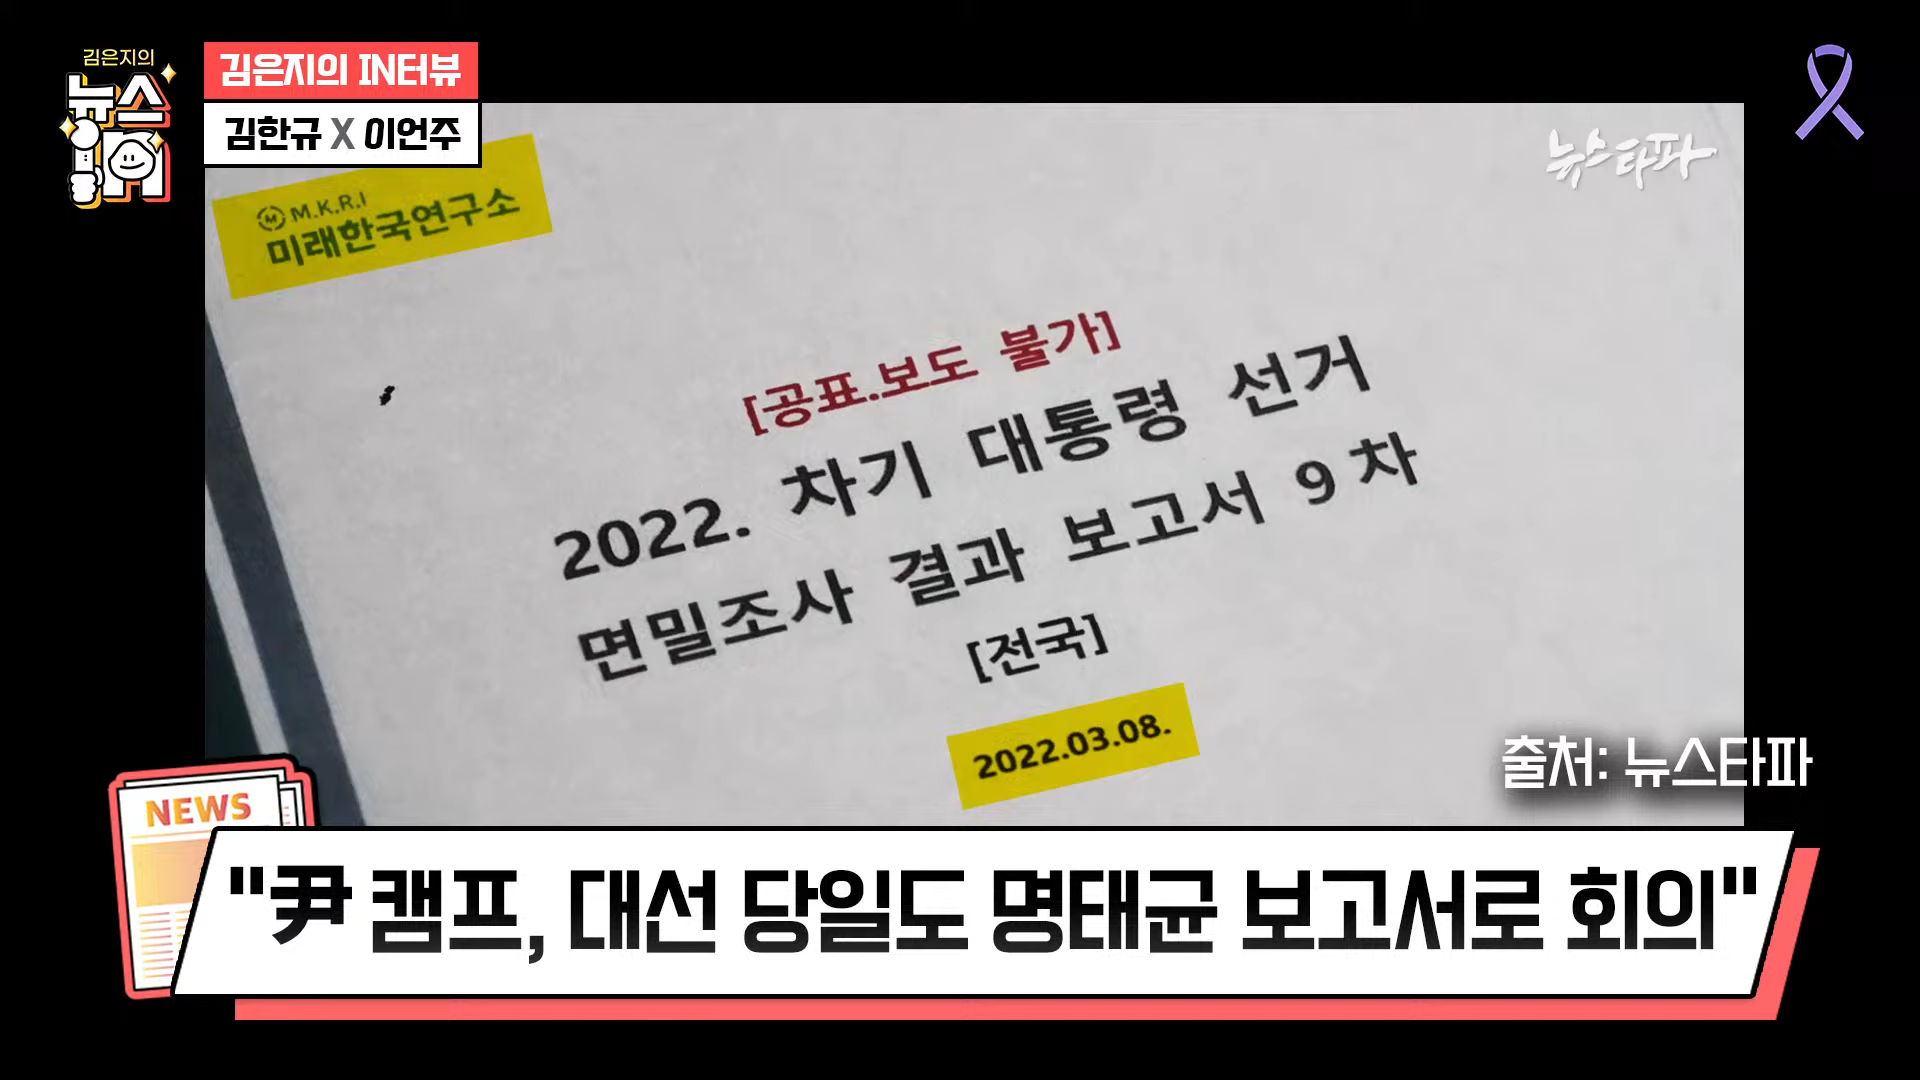 김은지의
뉴스IN
김은지의 IN터뷰
김한규 X 이언주
뉴스타파
M.K.R.I
미래한국연구소
[공표.보도 불가]
2022. 차기 대통령 선거
면밀조사 결과 보고서 9차
[전국]
2022.03.08.
출처: 뉴스타파
NEWS
"尹 캠프, 대선 당일도 명태균 보고서로 회의"